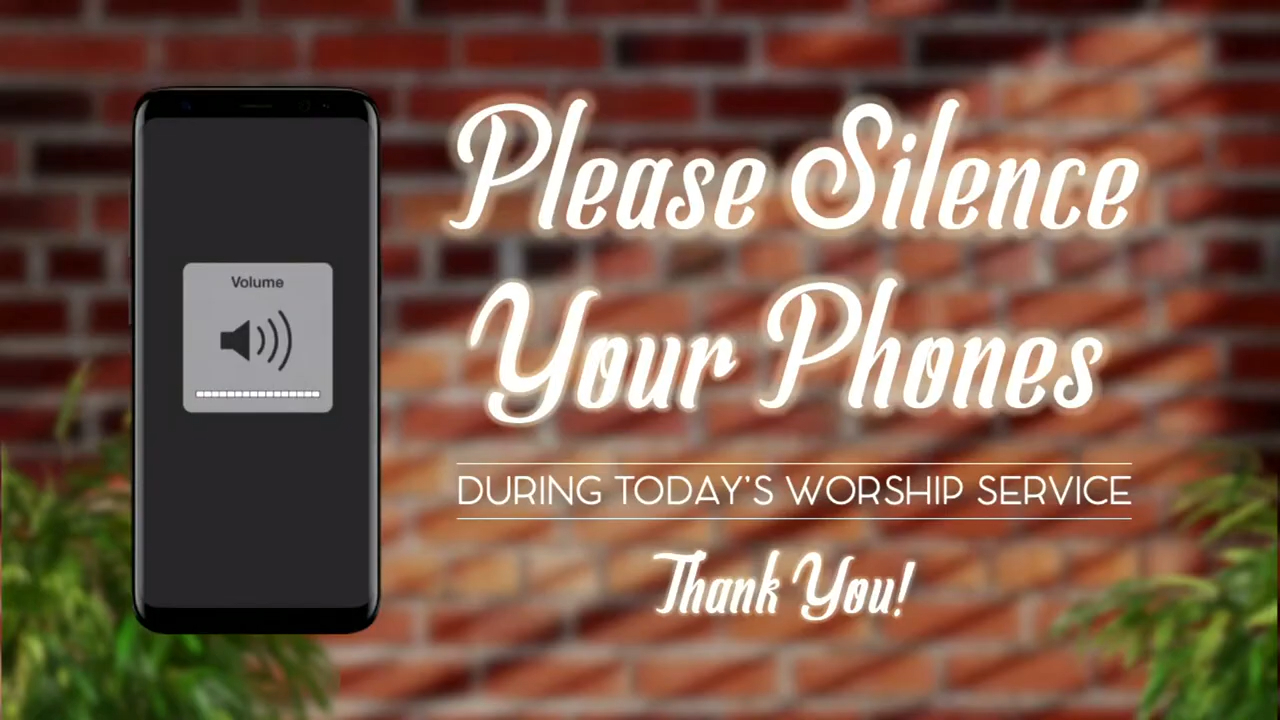 Volume
Please Silence
Your Phones
DURING TODAY'S WORSHIP SERVICE
Thank You!